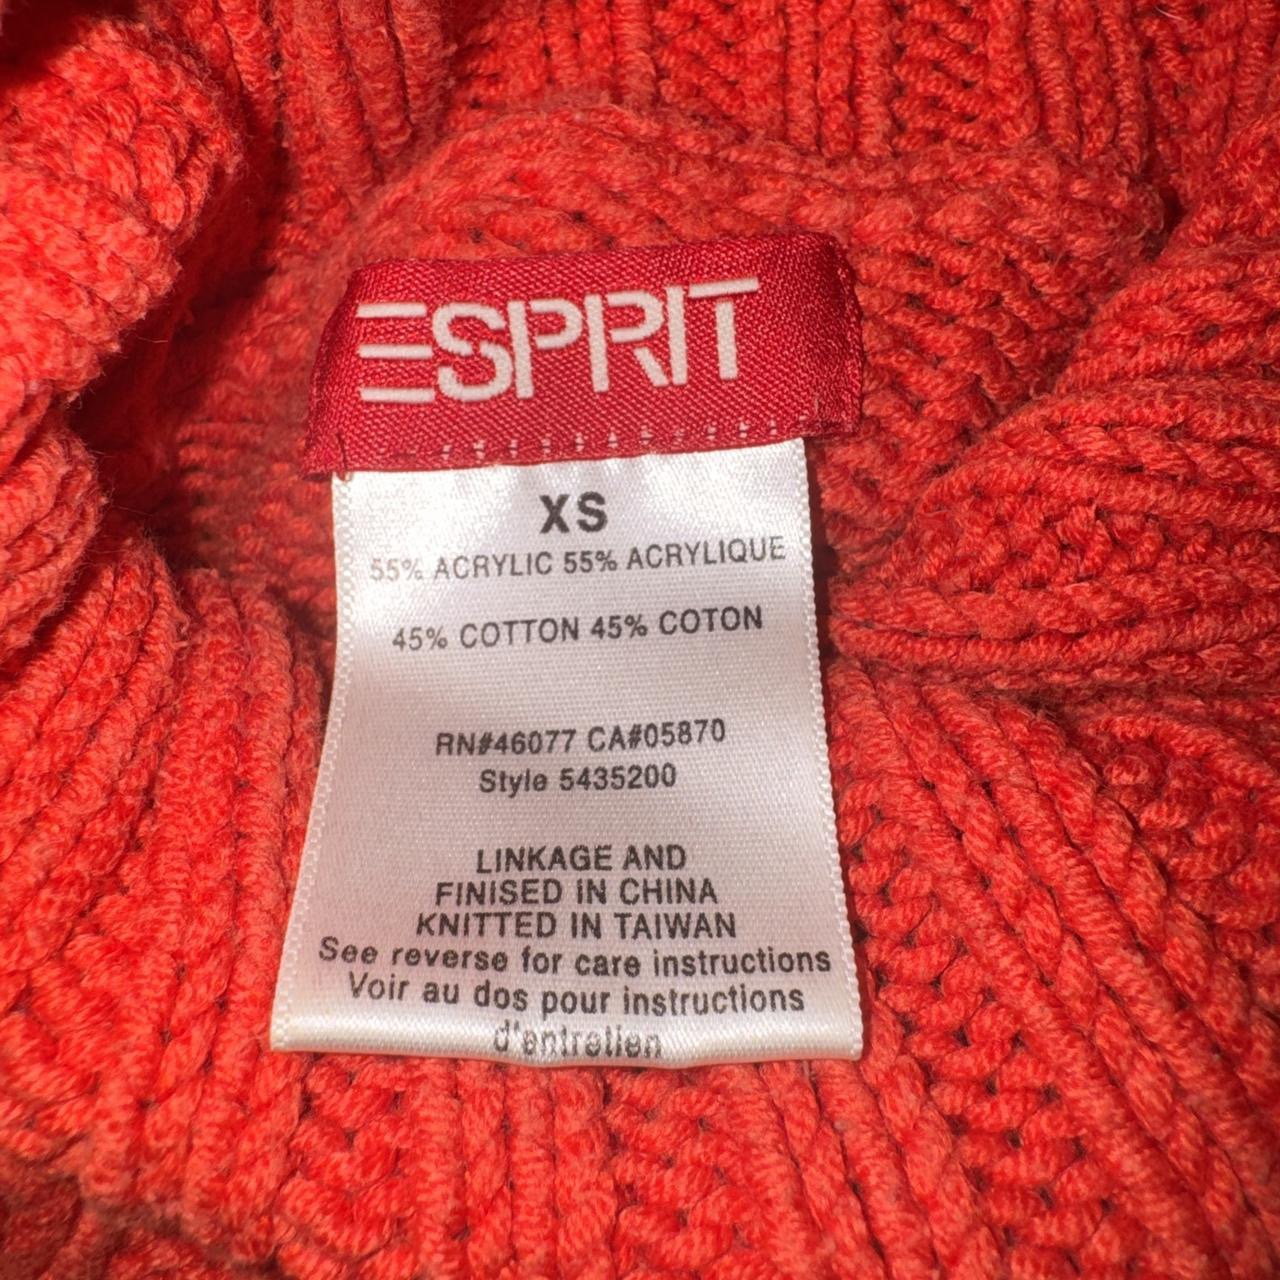 ESPRIT
XS
55% ACRYLIC 55% ACRYLIQUE
45% COTTON 45% COTON
RN#46077 CA#05870
Style 5435200
LINKAGE AND
FINISED IN CHINA
KNITTED IN TAIWAN
See reverse for care instructions
Voir au dos pour instructions
d'entretien